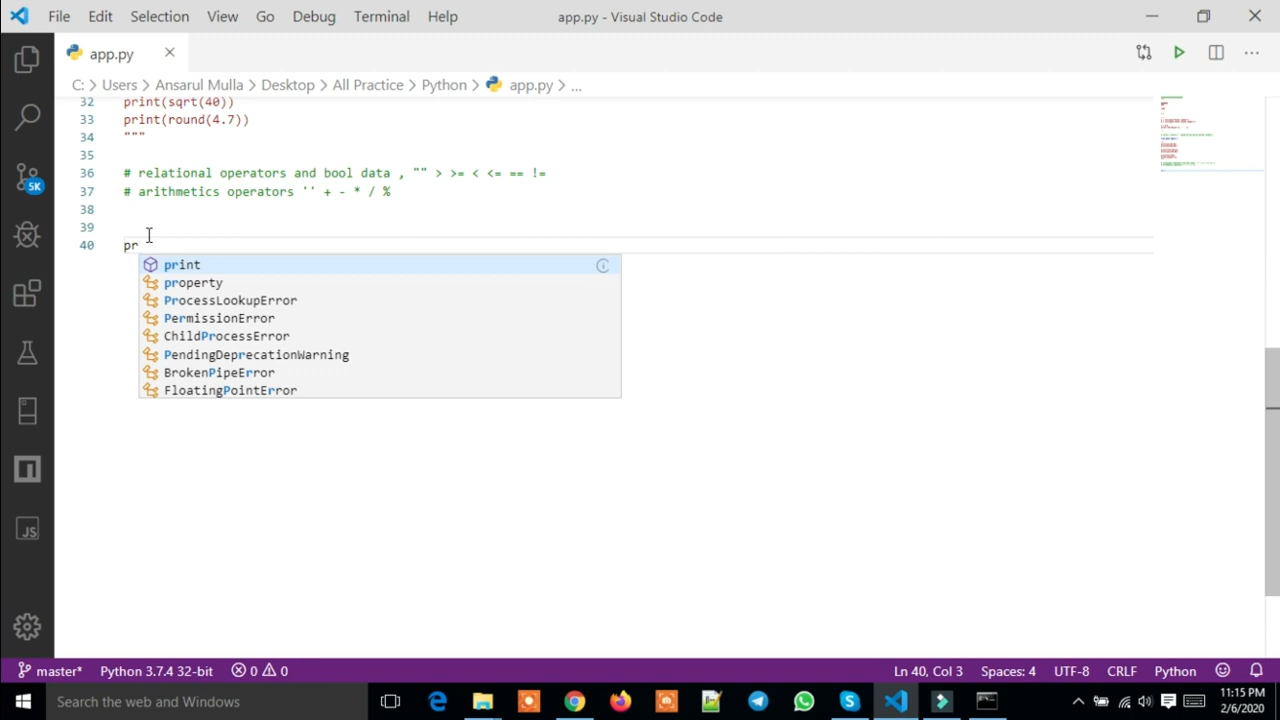 File Edit Selection View Go Debug Terminal Help app.py - Visual Studio Code
app.py
C: > Users > Ansarul Mulla > Desktop > All Practice > Python > app.py > ...
32 print(sqrt(40))
33 print(round(4.7))
34 """
35
36 # relational operators and bool data , "" > >= < <= == !=
37 # arithmetics operators '' + - * / %
38
39
40 pr
print
property
ProcessLookupError
PermissionError
ChildProcessError
PendingDeprecationWarning
BrokenPipeError
FloatingPointError
5K
JS
master* Python 3.7.4 32-bit 0 0 Ln 40, Col 3 Spaces: 4 UTF-8 CRLF Python
Search the web and Windows
11:15 PM
2/6/2020